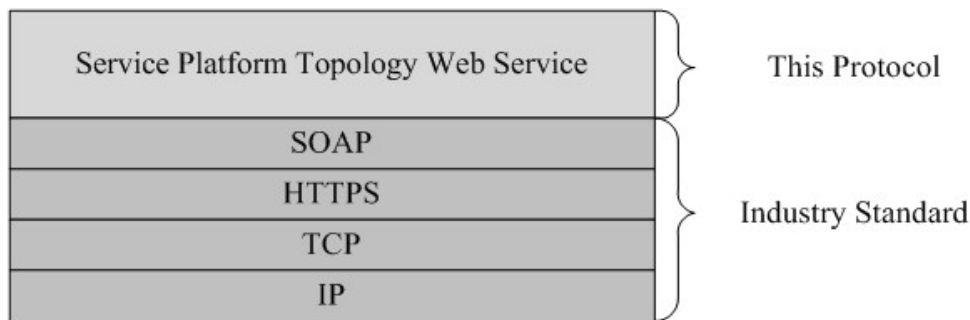 Service Platform Topology Web Service
This Protocol
SOAP
HTTPS
TCP
IP
Industry Standard